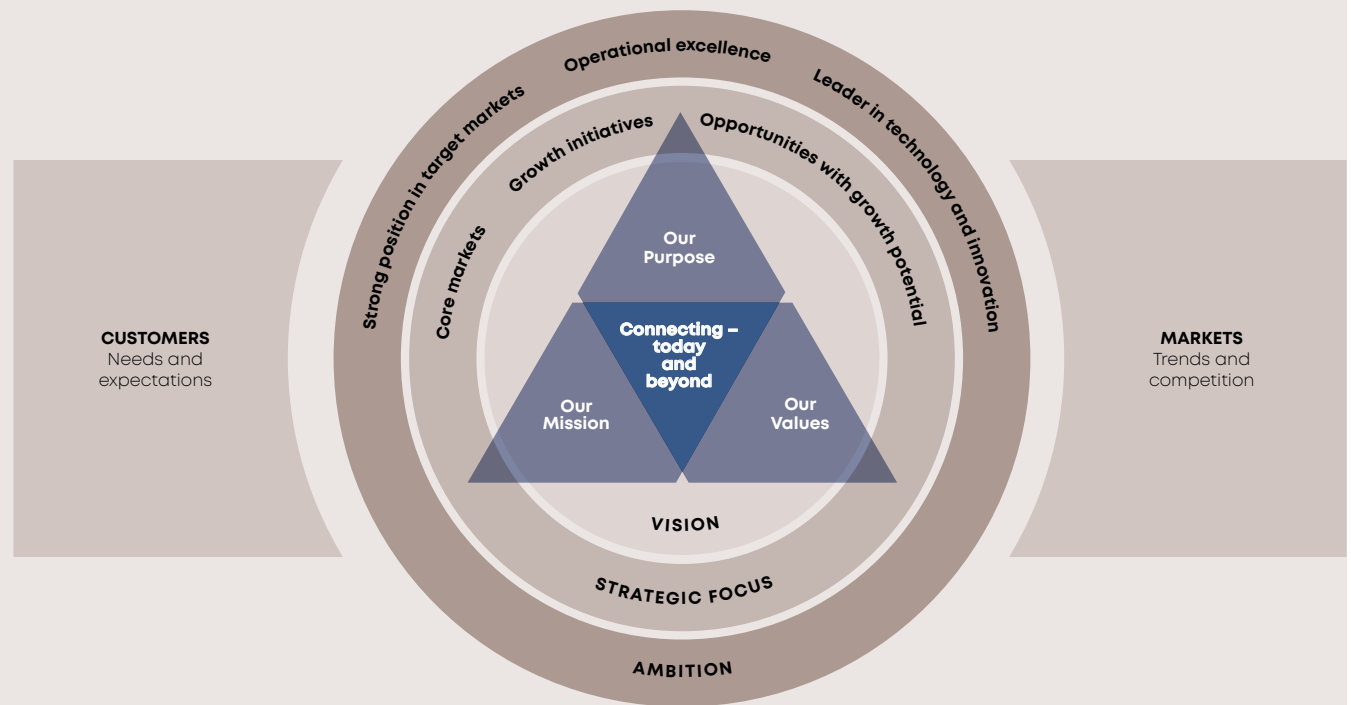 Operational excellence
Strong position in target markets
Leader in technology and innovation
Growth initiatives
Opportunities with growth potential
Core markets
Our
Purpose
Connecting –
today
and
beyond
Our
Mission
Our
Values
CUSTOMERS
Needs and
expectations
MARKETS
Trends and
competition
VISION
STRATEGIC FOCUS
AMBITION